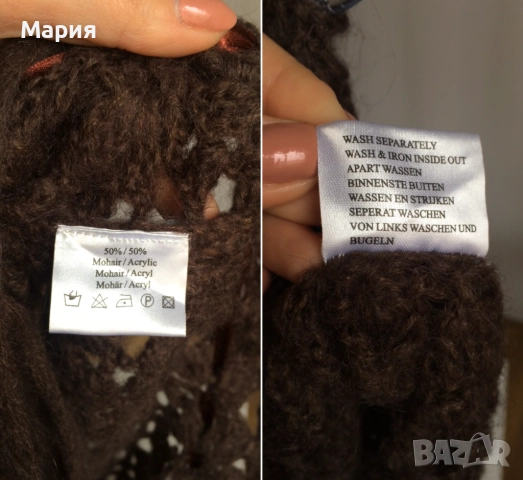 Мария
50% / 50%
Mohair / Acrylic
Mohair / Acryl
Mohär / Acryl
WASH SEPARATELY
WASH & IRON INSIDE OUT
APART WASSEN
BINNENSTE BUITEN
WASSEN EN STRIJKEN
SEPERAT WASCHEN
VON LINKS WASCHEN UND
BUGELN
BAZAR